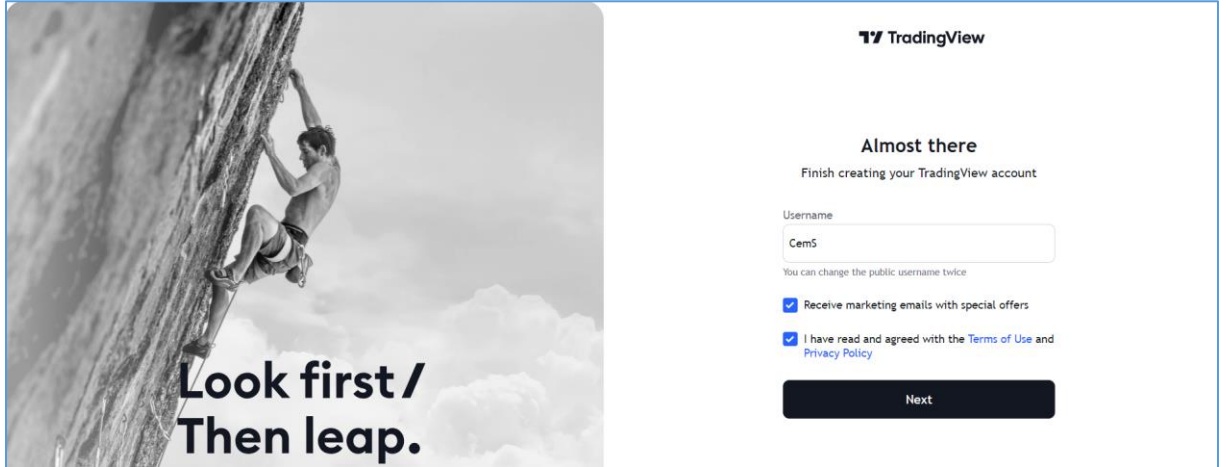 Look first/
Then leap.
TradingView
Almost there
Finish creating your TradingView account
Username
CemS
You can change the public username twice
Receive marketing emails with special offers
I have read and agreed with the Terms of Use and
Privacy Policy
Next